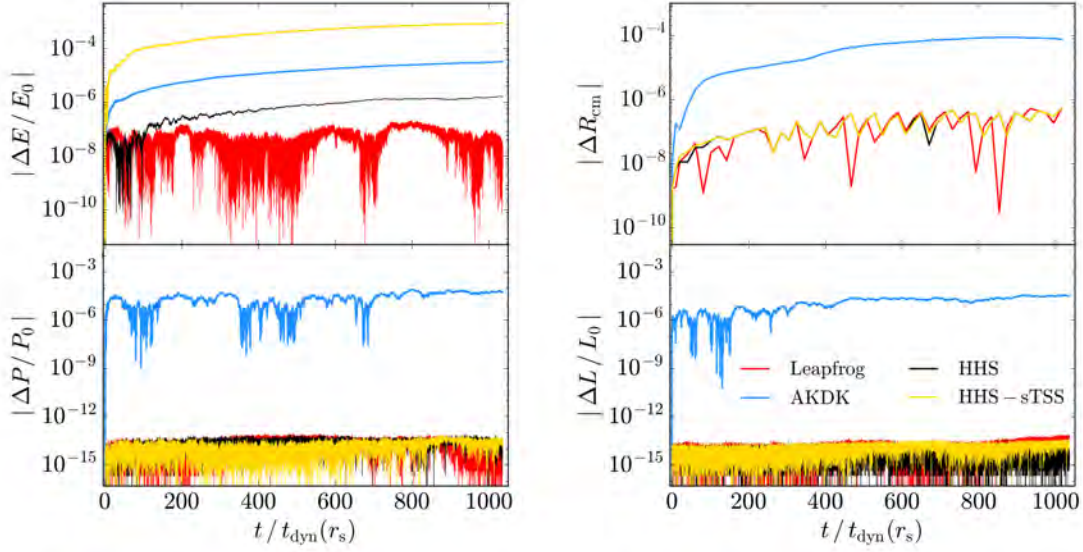 10⁻⁴
10⁻⁶
10⁻⁸
10⁻¹⁰
| ΔE / E₀ |
10⁻³
10⁻⁶
10⁻⁹
10⁻¹²
10⁻¹⁵
| ΔP / P₀ |
0 200 400 600 800 1000
t / t_dyn(r_s)
10⁻⁴
10⁻⁶
10⁻⁸
10⁻¹⁰
| ΔR_cm |
10⁻³
10⁻⁶
10⁻⁹
10⁻¹²
10⁻¹⁵
| ΔL / L₀ |
Leapfrog HHS
AKDK HHS − sTSS
0 200 400 600 800 1000
t / t_dyn(r_s)